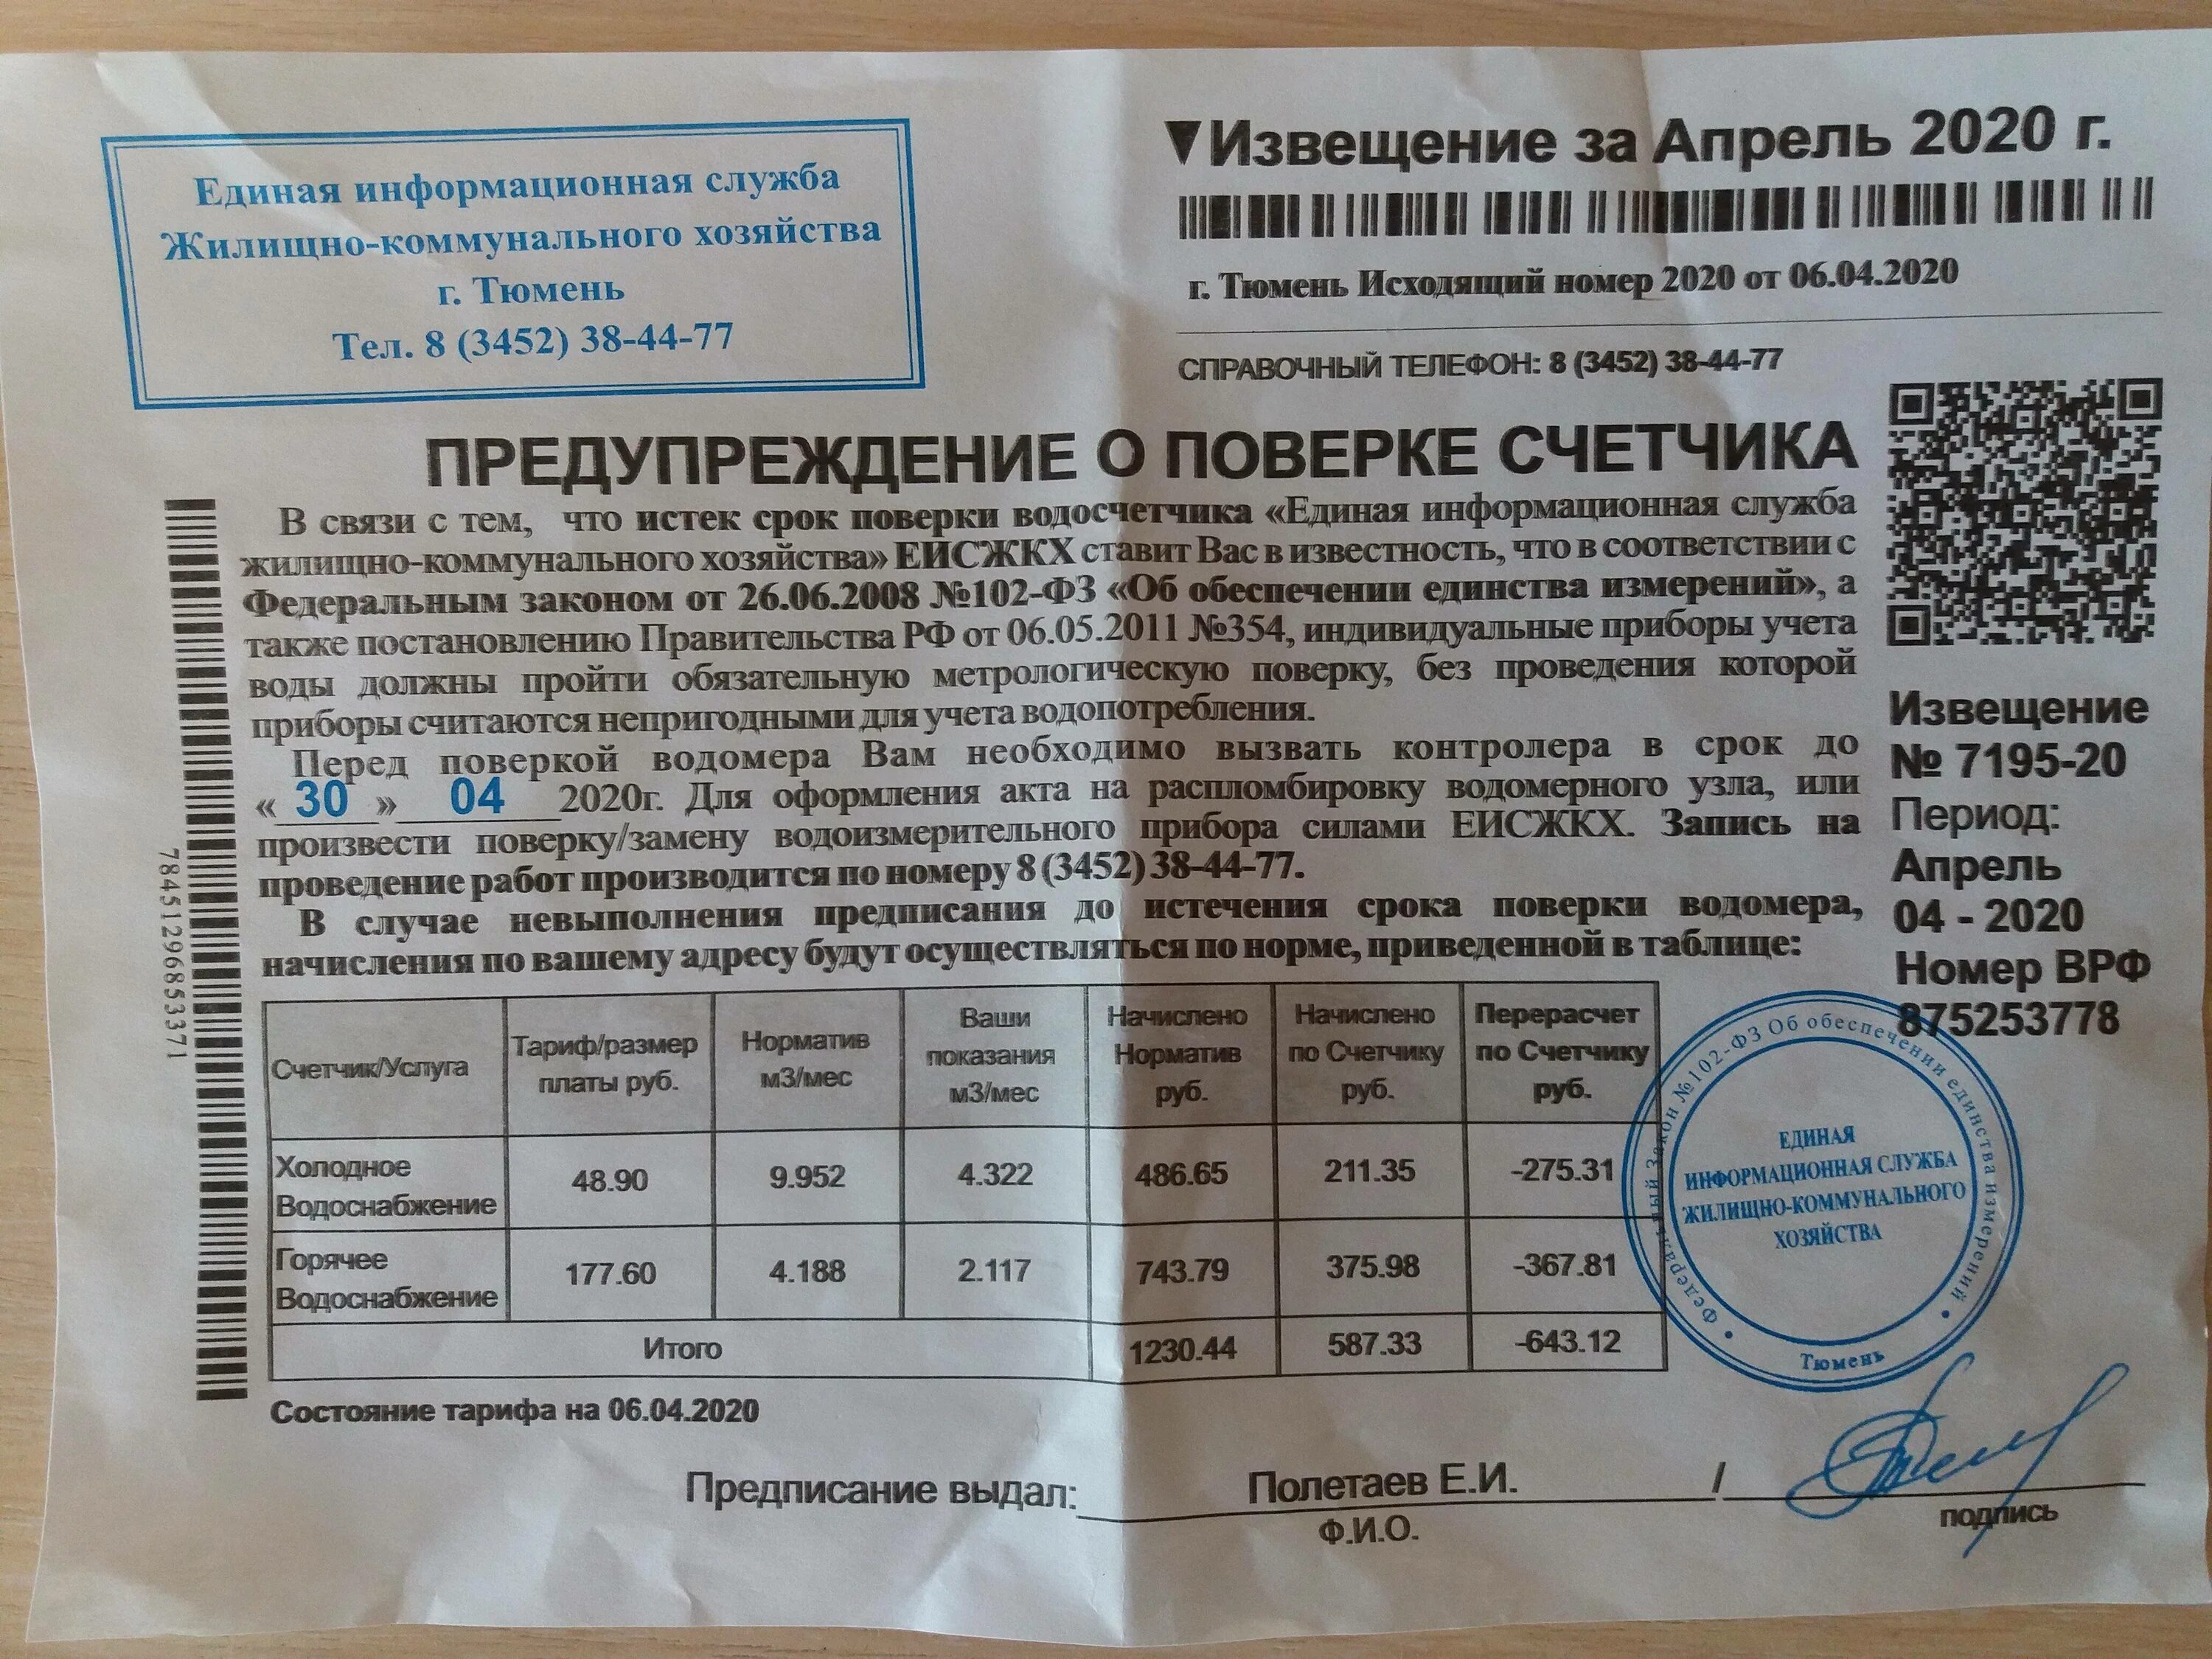 Единая информационная служба
Жилищно-коммунального хозяйства
г. Тюмень
Тел. 8 (3452) 38-44-77
▼Извещение за Апрель 2020 г.
г. Тюмень Исходящий номер 2020 от 06.04.2020
СПРАВОЧНЫЙ ТЕЛЕФОН: 8 (3452) 38-44-77
ПРЕДУПРЕЖДЕНИЕ О ПОВЕРКЕ СЧЕТЧИКА
В связи с тем, что истек срок поверки водосчетчика «Единая информационная служба
жилищно-коммунального хозяйства» ЕИСЖКХ ставит Вас в известность, что в соответствии с
Федеральным законом от 26.06.2008 №102-ФЗ «Об обеспечении единства измерений», а
также постановлению Правительства РФ от 06.05.2011 №354, индивидуальные приборы учета
воды должны пройти обязательную метрологическую поверку, без проведения которой
приборы считаются непригодными для учета водопотребления.
Перед поверкой водомера Вам необходимо вызвать контролера в срок до
« 30 » 04 2020г. Для оформления акта на распломбировку водомерного узла, или
произвести поверку/замену водоизмерительного прибора силами ЕИСЖКХ. Запись на
проведение работ производится по номеру 8 (3452) 38-44-77.
В случае невыполнения предписания до истечения срока поверки водомера,
начисления по вашему адресу будут осуществляться по норме, приведенной в таблице:
7845129685337​1
Извещение
№ 7195-20
Период:
Апрель
04 - 2020
Номер ВРФ
875253778
Счетчик/Услуга
Тариф/размер
платы руб.
Норматив
м3/мес
Ваши
показания
м3/мес
Начислено
Норматив
руб.
Начислено
по Счетчику
руб.
Перерасчет
по Счетчику
руб.
Холодное
Водоснабжение
48.90
9.952
4.322
486.65
211.35
-275.31
Горячее
Водоснабжение
177.60
4.188
2.117
743.79
375.98
-367.81
Итого
1230.44
587.33
-643.12
Федеральный Закон №102-ФЗ Об обеспечении единства измерений
ЕДИНАЯ
ИНФОРМАЦИОННАЯ СЛУЖБА
ЖИЛИЩНО-КОММУНАЛЬНОГО
ХОЗЯЙСТВА
Тюмень
Состояние тарифа на 06.04.2020
Предписание выдал: Полетаев Е.И. /
Ф.И.О.
подпись